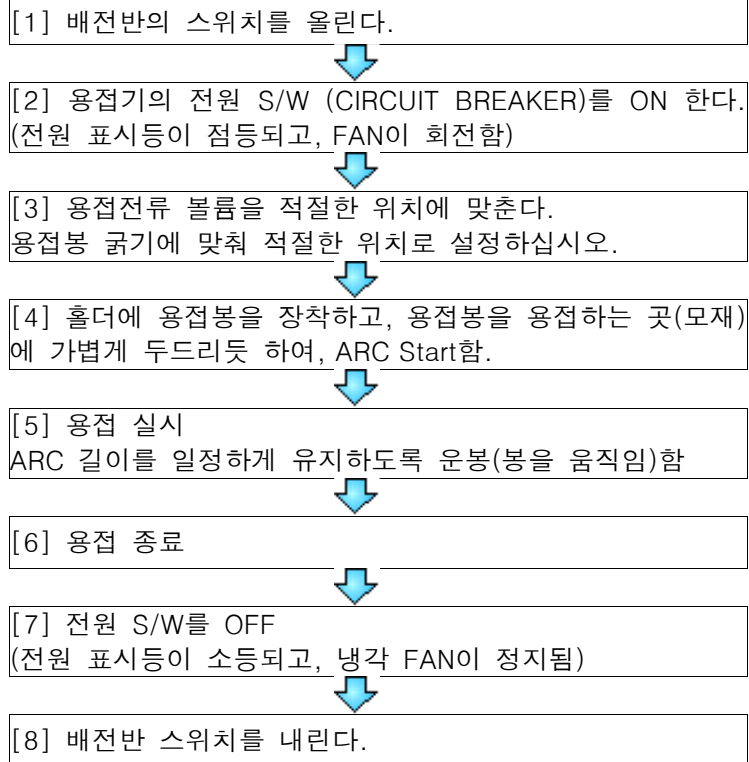 [1] 배전반의 스위치를 올린다.
[2] 용접기의 전원 S/W (CIRCUIT BREAKER)를 ON 한다.
(전원 표시등이 점등되고, FAN이 회전함)
[3] 용접전류 볼륨을 적절한 위치에 맞춘다.
용접봉 굵기에 맞춰 적절한 위치로 설정하십시오.
[4] 홀더에 용접봉을 장착하고, 용접봉을 용접하는 곳(모재)
에 가볍게 두드리듯 하여, ARC Start함.
[5] 용접 실시
ARC 길이를 일정하게 유지하도록 운봉(봉을 움직임)함
[6] 용접 종료
[7] 전원 S/W를 OFF
(전원 표시등이 소등되고, 냉각 FAN이 정지됨)
[8] 배전반 스위치를 내린다.